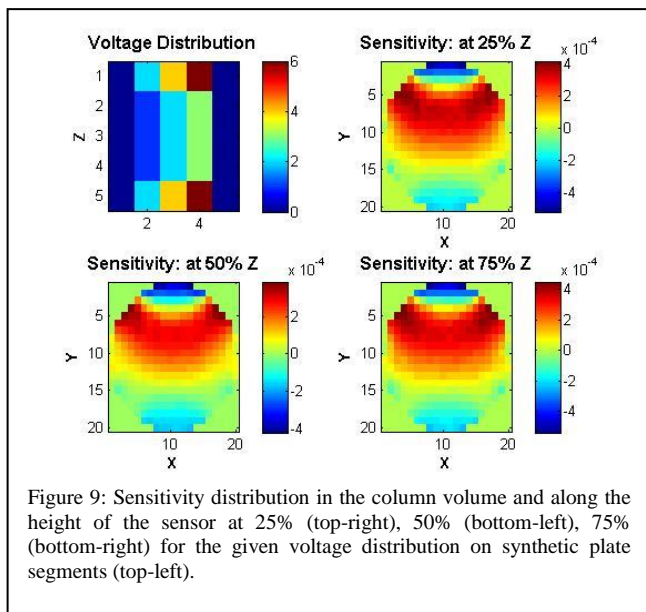 Voltage Distribution
Z
1
2
3
4
5
2 4
6
4
2
0
Sensitivity: at 25% Z
x 10-4
Y
5
10
15
20
10 20
X
4
2
0
-2
-4
Sensitivity: at 50% Z
x 10-4
Y
5
10
15
20
10 20
X
2
0
-2
-4
Sensitivity: at 75% Z
x 10-4
Y
5
10
15
20
10 20
X
4
2
0
-2
-4
Figure 9: Sensitivity distribution in the column volume and along the
height of the sensor at 25% (top-right), 50% (bottom-left), 75%
(bottom-right) for the given voltage distribution on synthetic plate
segments (top-left).